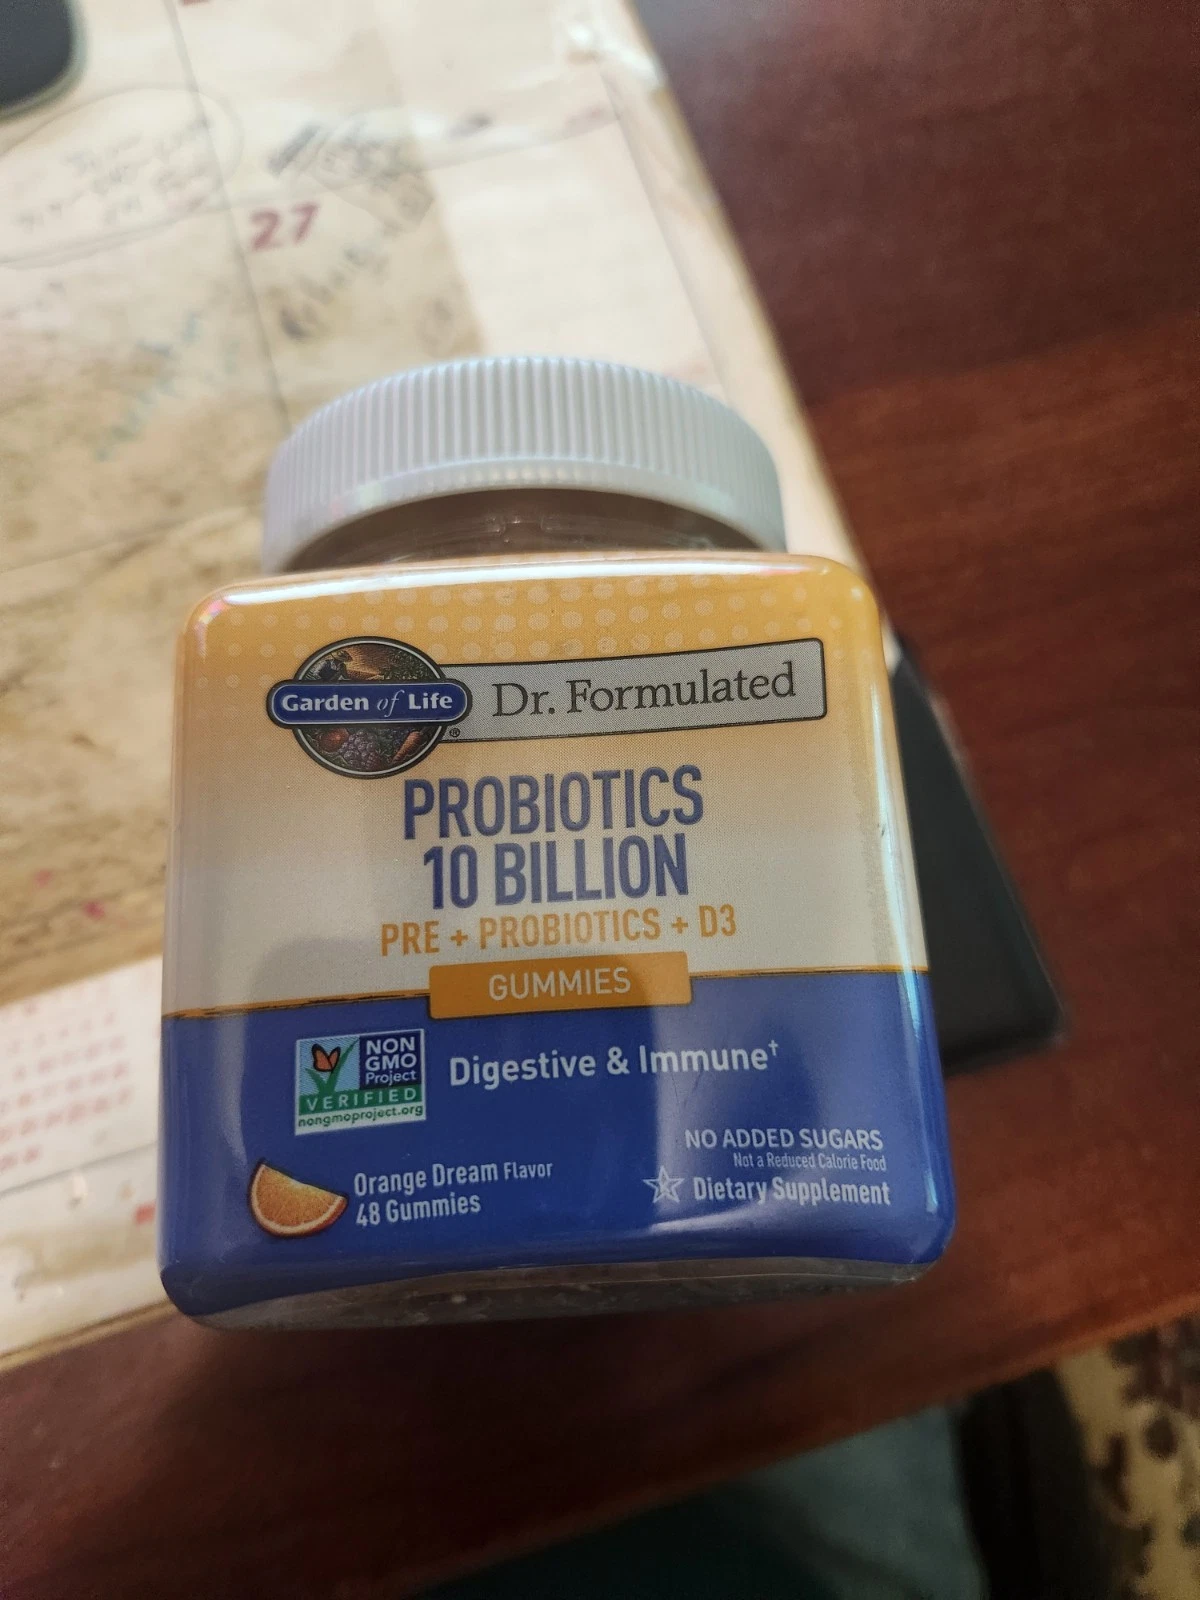 27
Garden of Life®
Dr. Formulated
PROBIOTICS
10 BILLION
PRE + PROBIOTICS + D3
GUMMIES
NON
GMO
Project
VERIFIED
nongmoproject.org
Digestive & Immune†
NO ADDED SUGARS
Not a Reduced Calorie Food
Dietary Supplement
Orange Dream Flavor
48 Gummies